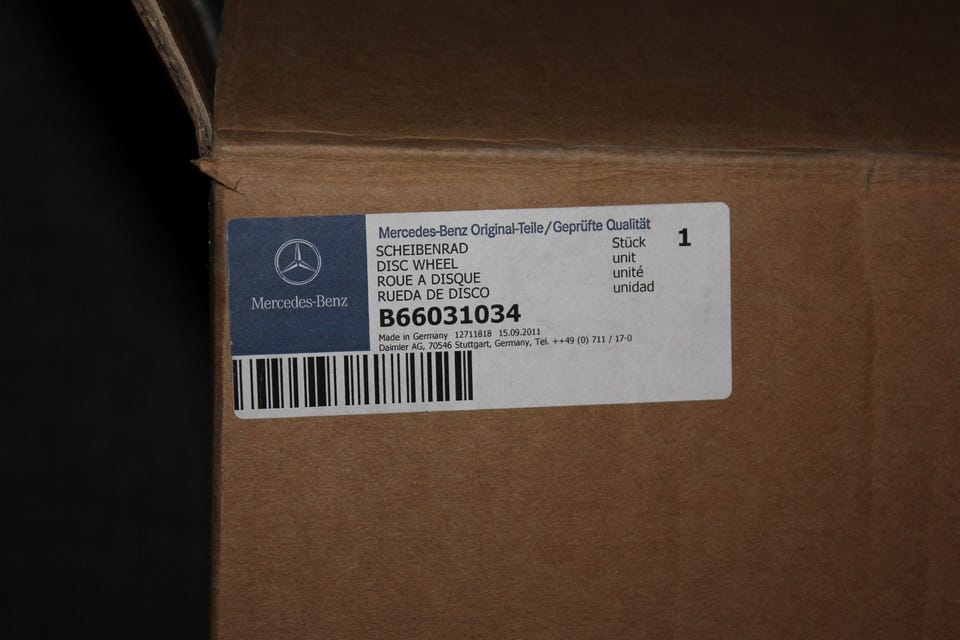 Mercedes-Benz
Mercedes-Benz Original-Teile/Geprüfte Qualität
SCHEIBENRAD
DISC WHEEL
ROUE A DISQUE
RUEDA DE DISCO
Stück
unit
unité
unidad
1
B66031034
Made in Germany 12711818 15.09.2011
Daimler AG, 70546 Stuttgart, Germany, Tel. ++49 (0) 711 / 17-0